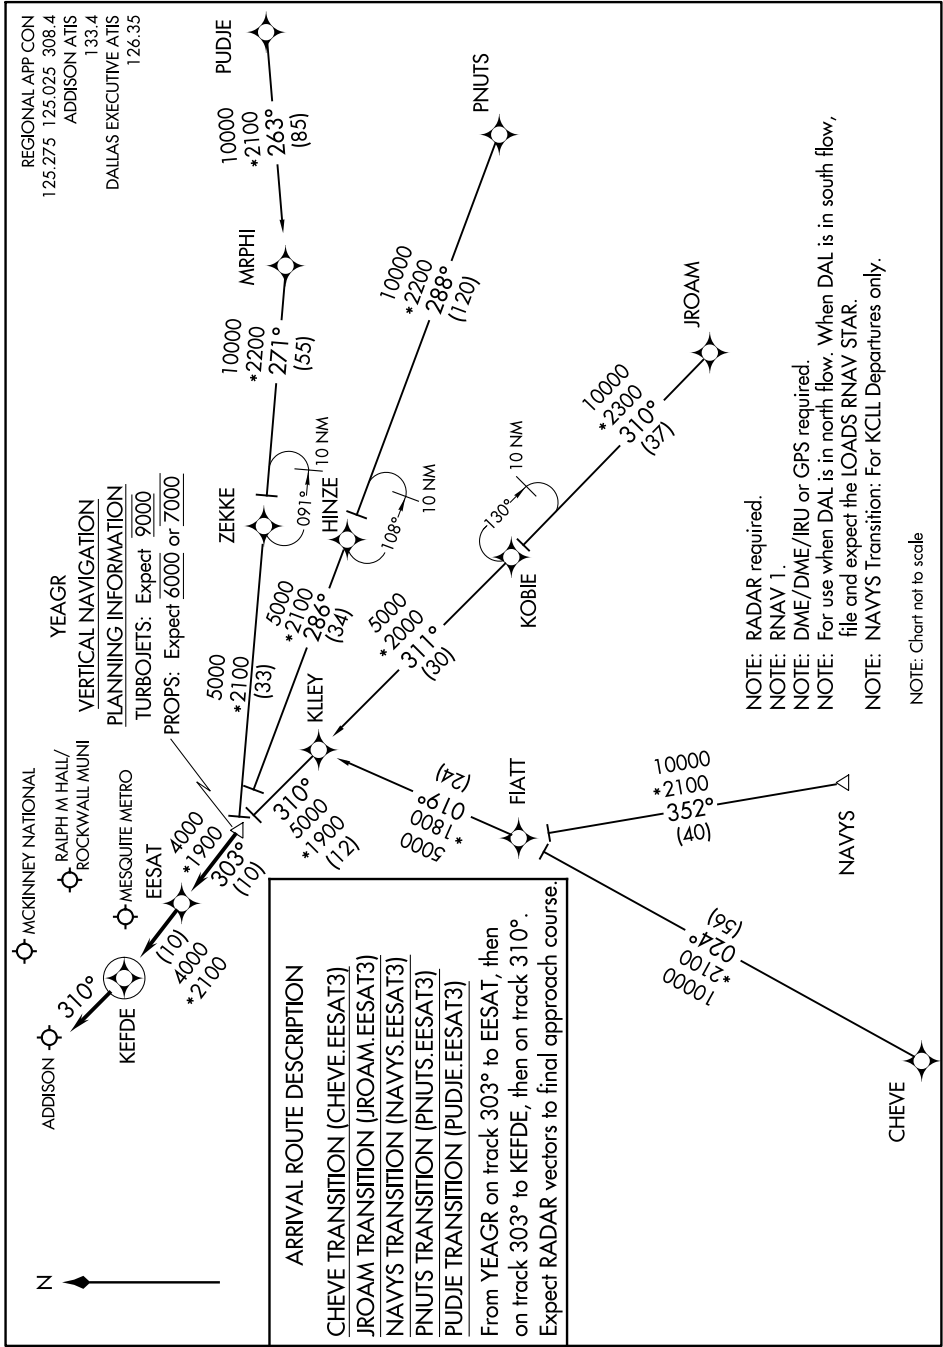 REGIONAL APP CON
125.275 125.025 308.4
ADDISON ATIS
133.4
DALLAS EXECUTIVE ATIS
126.35
N
ADDISON
310°
KEFDE
MCKINNEY NATIONAL
RALPH M HALL/
ROCKWALL MUNI
MESQUITE METRO
EESAT
(10)
4000
*2100
4000
*1900
303°
(10)
YEAGR
VERTICAL NAVIGATION
PLANNING INFORMATION
TURBOJETS: Expect 9000
PROPS: Expect 6000 or 7000
5000
*2100
(33)
ZEKKE
091°
10 NM
10000
*2200
271°
(55)
MRPHI
10000
*2100
263°
(85)
PUDJE
5000
*2100
286°
(34)
HINZE
108°
10 NM
10000
*2200
288°
(120)
PNUTS
310°
5000
*1900
(12)
KLLEY
5000
*2000
311°
(30)
KOBIE
130°
10 NM
10000
*2300
310°
(37)
JROAM
(24)
019°
*1800
5000
FIATT
10000
*2100
352°
(40)
NAVYS
(56)
024°
*2100
10000
CHEVE
ARRIVAL ROUTE DESCRIPTION
CHEVE TRANSITION (CHEVE.EESAT3)
JROAM TRANSITION (JROAM.EESAT3)
NAVYS TRANSITION (NAVYS.EESAT3)
PNUTS TRANSITION (PNUTS.EESAT3)
PUDJE TRANSITION (PUDJE.EESAT3)
From YEAGR on track 303° to EESAT, then
on track 303° to KEFDE, then on track 310°.
Expect RADAR vectors to final approach course.
NOTE: RADAR required.
NOTE: RNAV 1.
NOTE: DME/DME/IRU or GPS required.
NOTE: For use when DAL is in north flow. When DAL is in south flow,
file and expect the LOADS RNAV STAR.
NOTE: NAVYS Transition: For KCLL Departures only.
NOTE: Chart not to scale